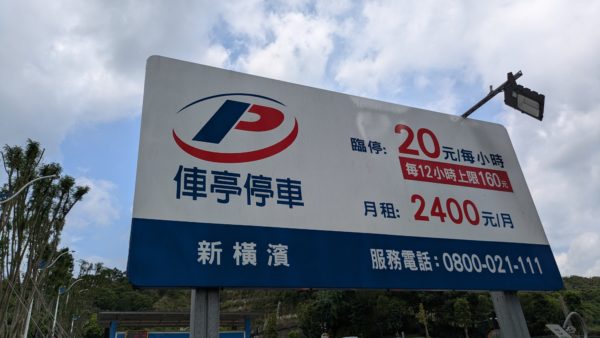 P
俥亭停車
臨停: 20元/每小時
每12小時上限160元
月租: 2400元/月
新橫濱
服務電話:0800-021-111